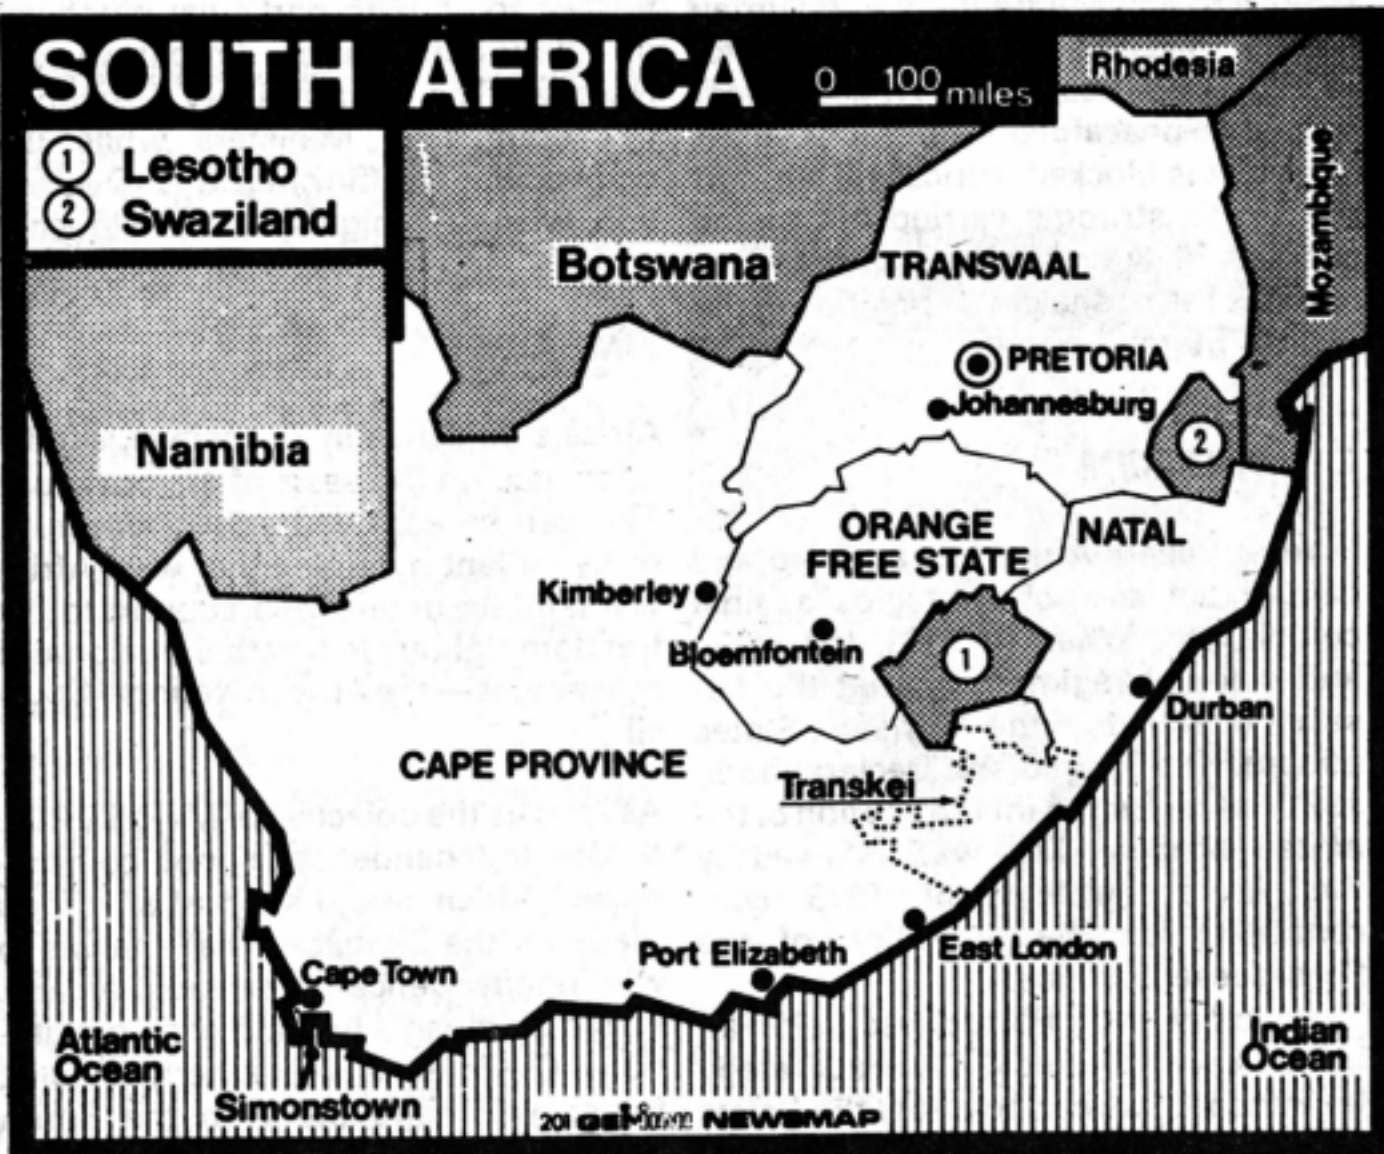 SOUTH AFRICA
0 100 miles
1 Lesotho
2 Swaziland
Rhodesia
Mozambique
Botswana
TRANSVAAL
PRETORIA
Johannesburg
2
Namibia
ORANGE
FREE STATE
NATAL
Kimberley
Bloemfontein
1
Durban
CAPE PROVINCE
Transkei
Port Elizabeth
East London
Cape Town
Atlantic
Ocean
Indian
Ocean
Simonstown
201 NEWSMAP